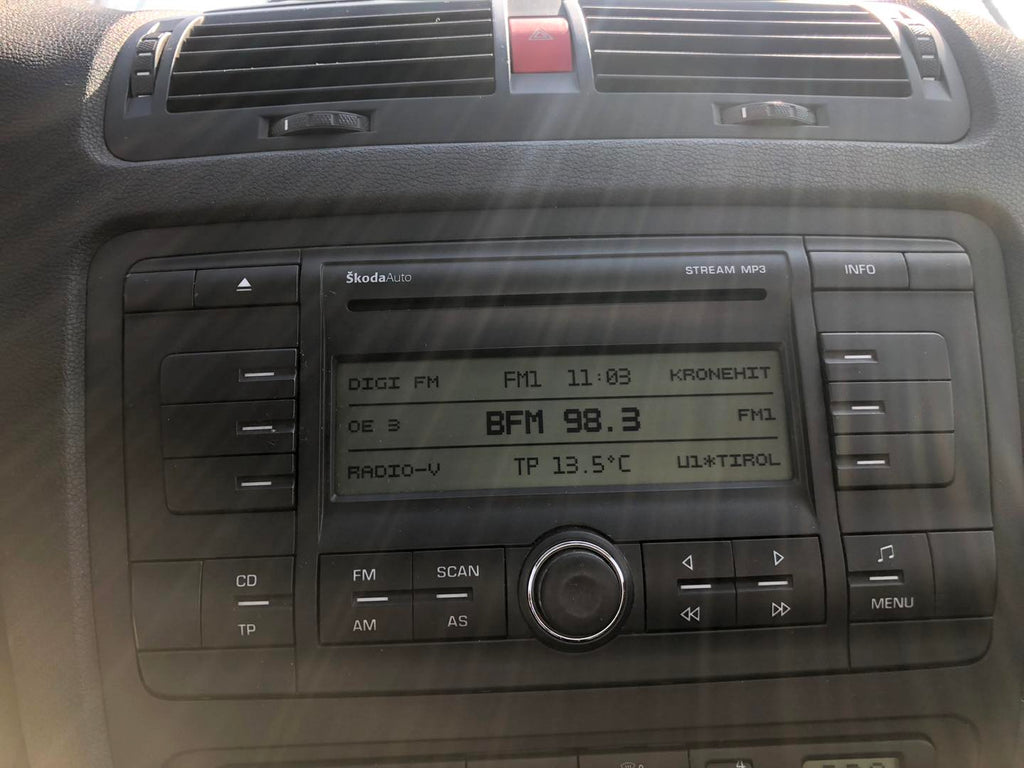 ŠkodaAuto STREAM MP3 INFO
DIGI FM FM1 11:03 KRONEHIT
OE 3 BFM 98.3 FM1
RADIO-V TP 13.5°C U1*TIROL
CD FM SCAN
TP AM AS MENU